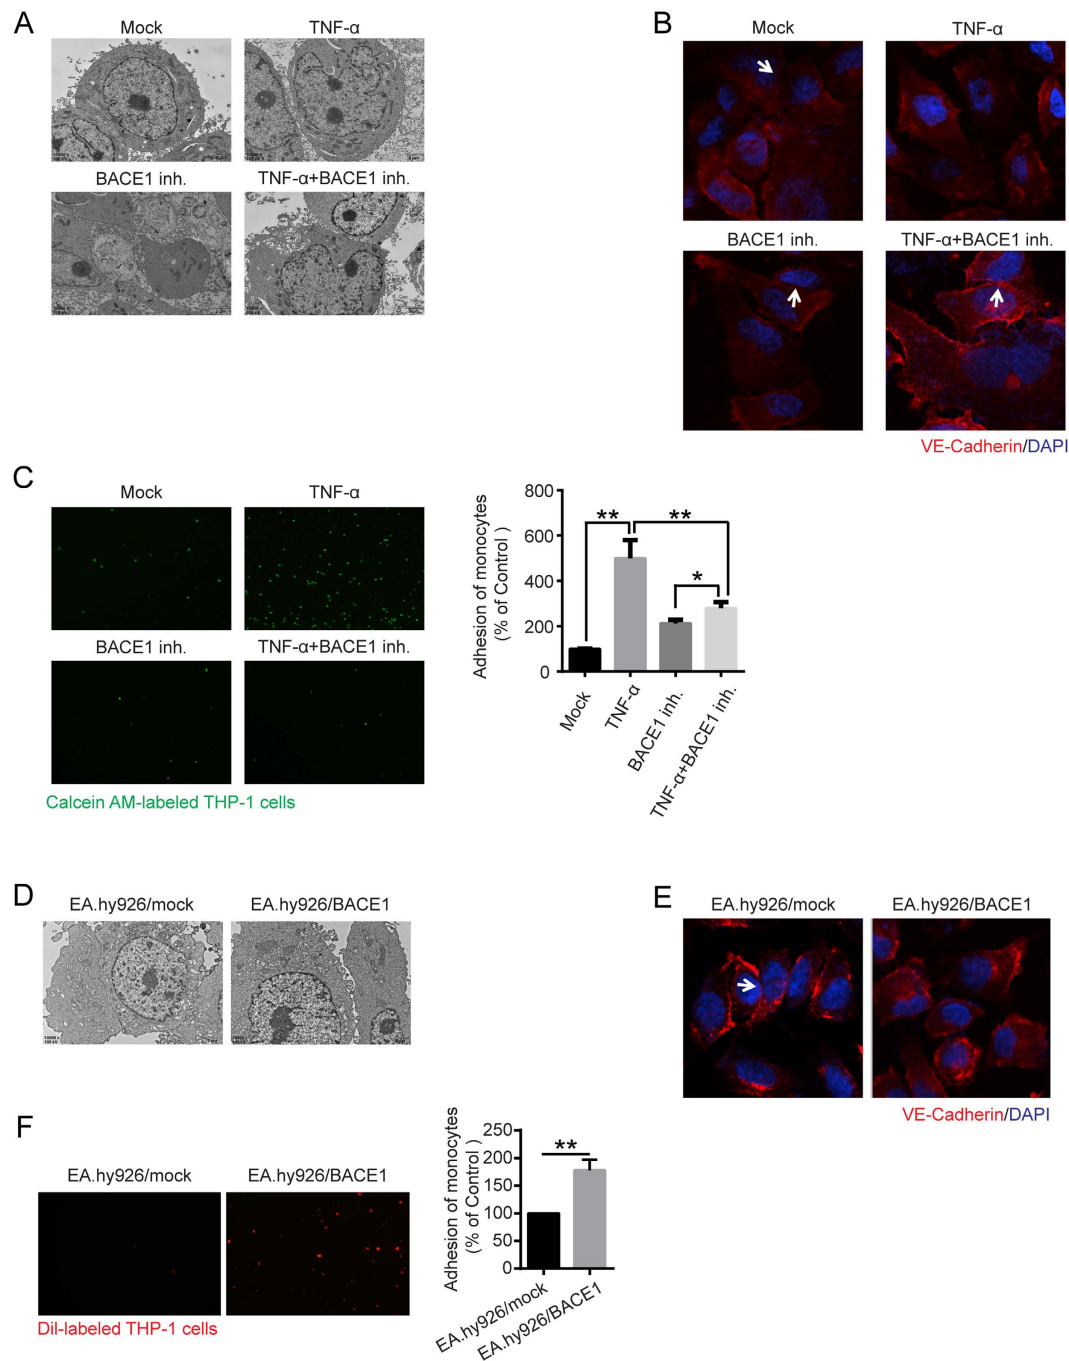 A
Mock
TNF-α
BACE1 inh.
TNF-α+BACE1 inh.
B
Mock
TNF-α
BACE1 inh.
TNF-α+BACE1 inh.
VE-Cadherin/DAPI
C
Mock
TNF-α
BACE1 inh.
TNF-α+BACE1 inh.
Calcein AM-labeled THP-1 cells
Adhesion of monocytes
(% of Control )
800
600
400
200
0
**
**
*
Mock
TNF-α
BACE1 inh.
TNF-α+BACE1 inh.
D
EA.hy926/mock
EA.hy926/BACE1
E
EA.hy926/mock
EA.hy926/BACE1
VE-Cadherin/DAPI
F
EA.hy926/mock
EA.hy926/BACE1
Dil-labeled THP-1 cells
Adhesion of monocytes
(% of Control )
250
200
150
100
50
0
**
EA.hy926/mock
EA.hy926/BACE1